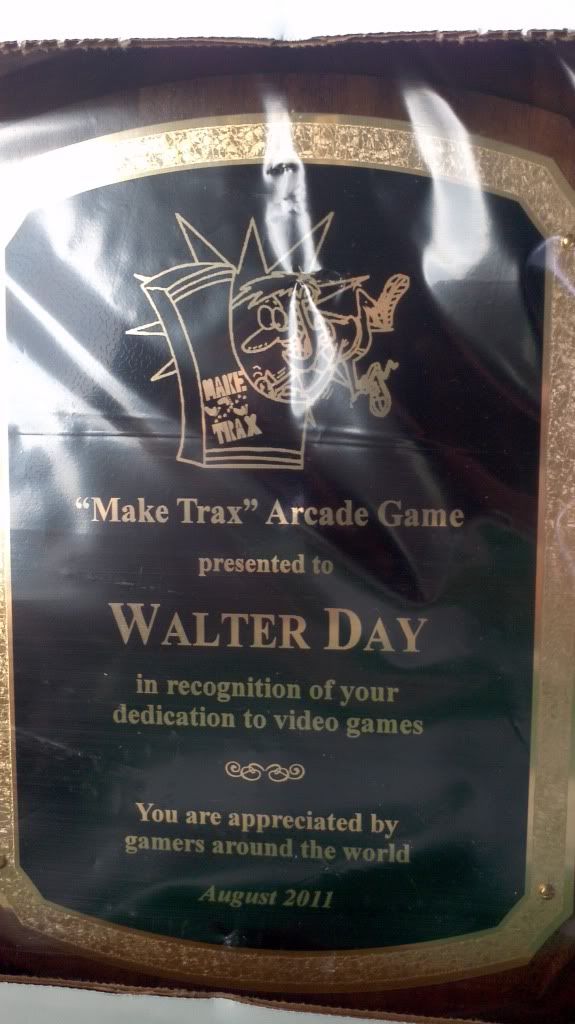 MAKE
TRAX
"Make Trax" Arcade Game
presented to
WALTER DAY
in recognition of your
dedication to video games
You are appreciated by
gamers around the world
August 2011